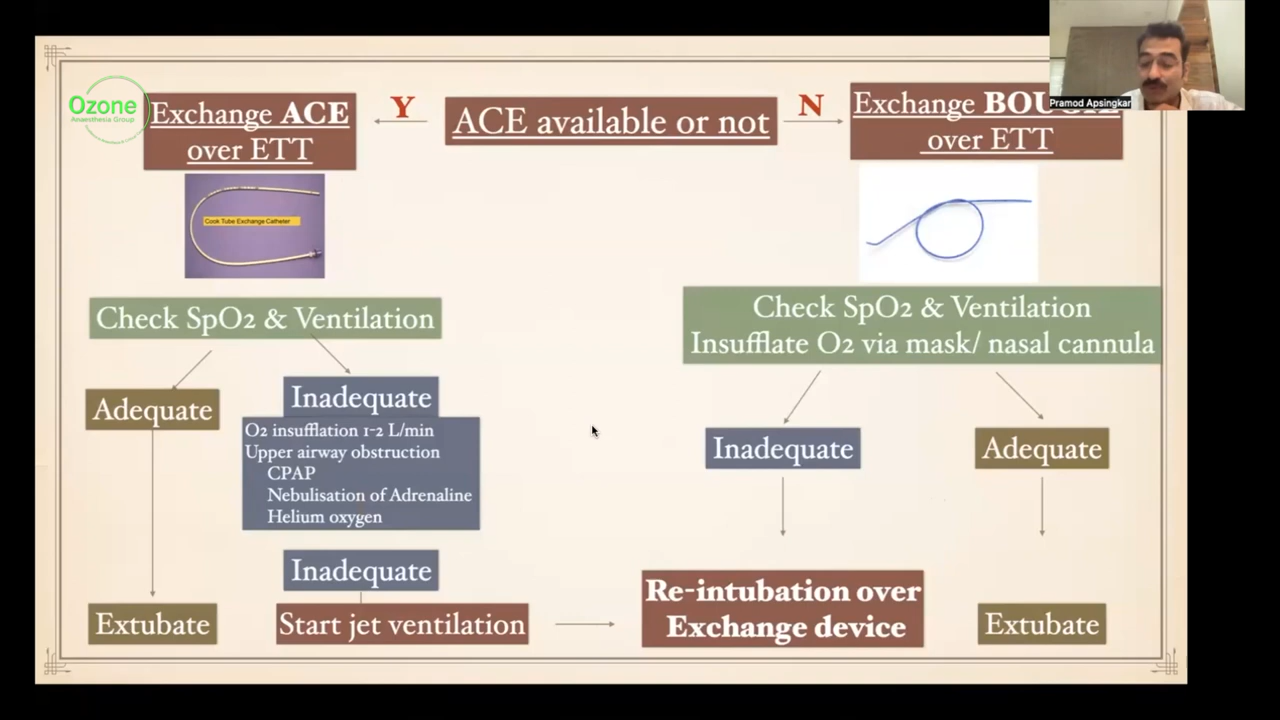 Ozone
Anaesthesia Group
Exchange ACE
over ETT
Y
ACE available or not
N
Exchange
over ETT
Pramod Apsingkar
Cook Tube Exchange Catheter
Check SpO2 & Ventilation
Check SpO2 & Ventilation
Insufflate O2 via mask/ nasal cannula
Adequate
Inadequate
O2 insufflation 1-2 L/min
Upper airway obstruction
CPAP
Nebulisation of Adrenaline
Helium oxygen
Inadequate
Adequate
Inadequate
Extubate
Start jet ventilation
Re-intubation over
Exchange device
Extubate